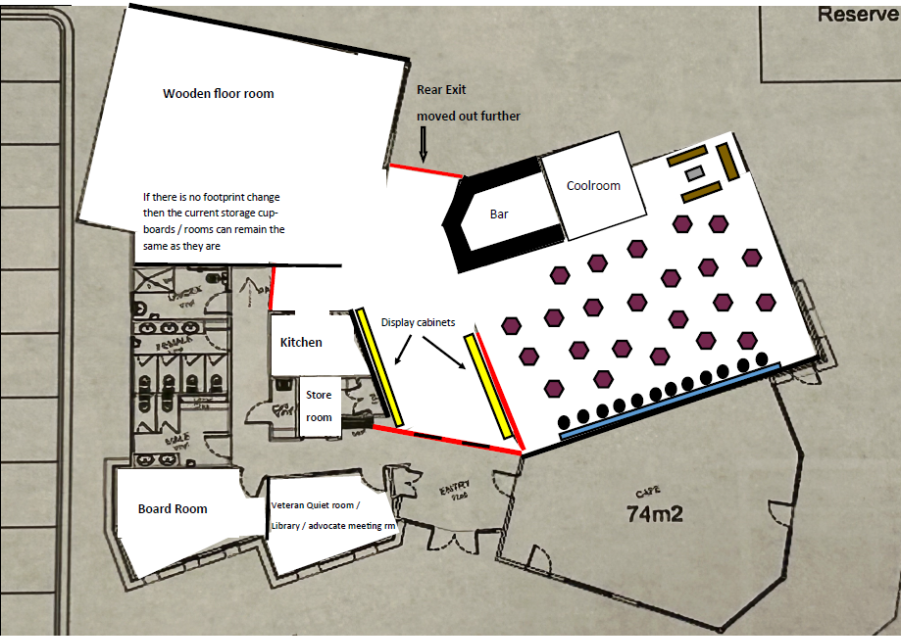 Reserve
Wooden floor room
Rear Exit
moved out further
If there is no footprint change
then the current storage cup-
boards / rooms can remain the
same as they are
Bar
Coolroom
Display cabinets
Kitchen
Store
room
FEMALE
MALE
Board Room
Veteran Quiet room /
Library / advocate meeting rm
ENTRY
CAFE
74m2